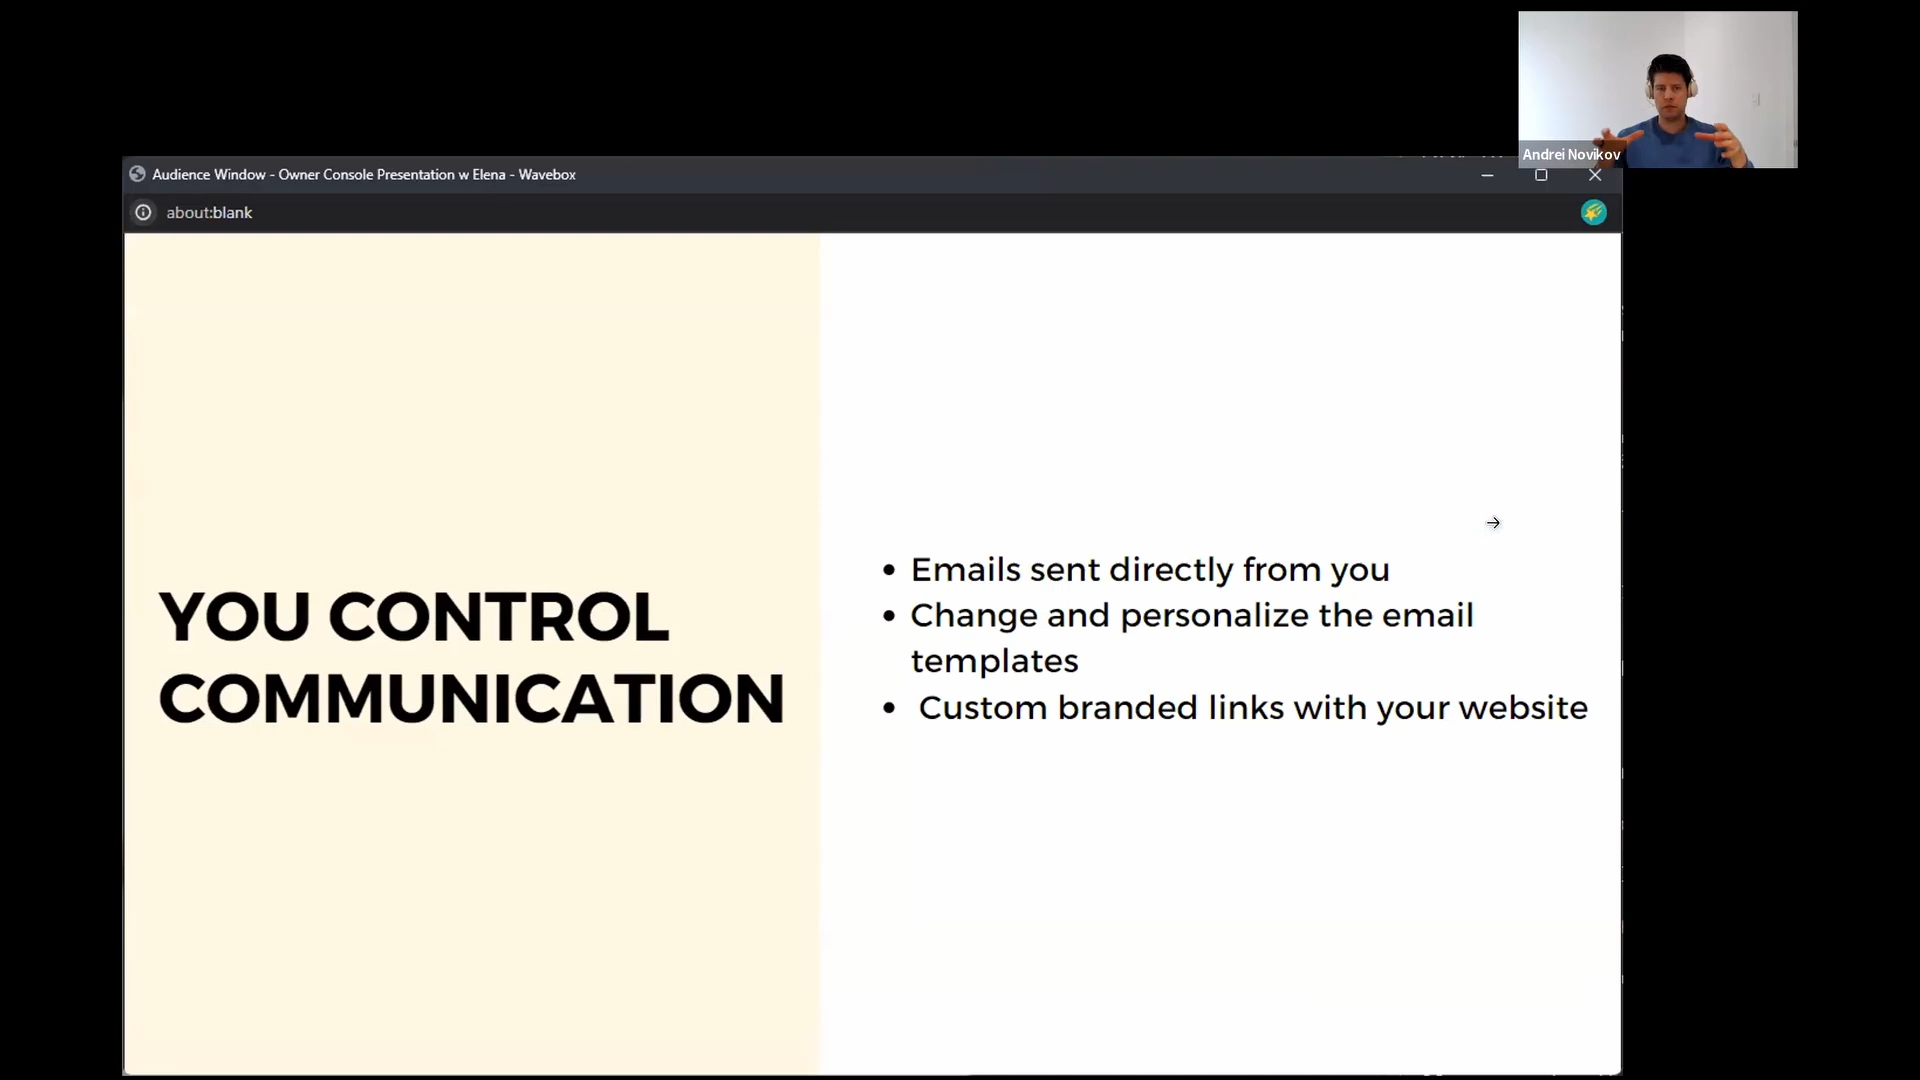 Andrei Novikov
Audience Window - Owner Console Presentation w Elena - Wavebox
about:blank
YOU CONTROL
COMMUNICATION
• Emails sent directly from you
• Change and personalize the email
templates
• Custom branded links with your website